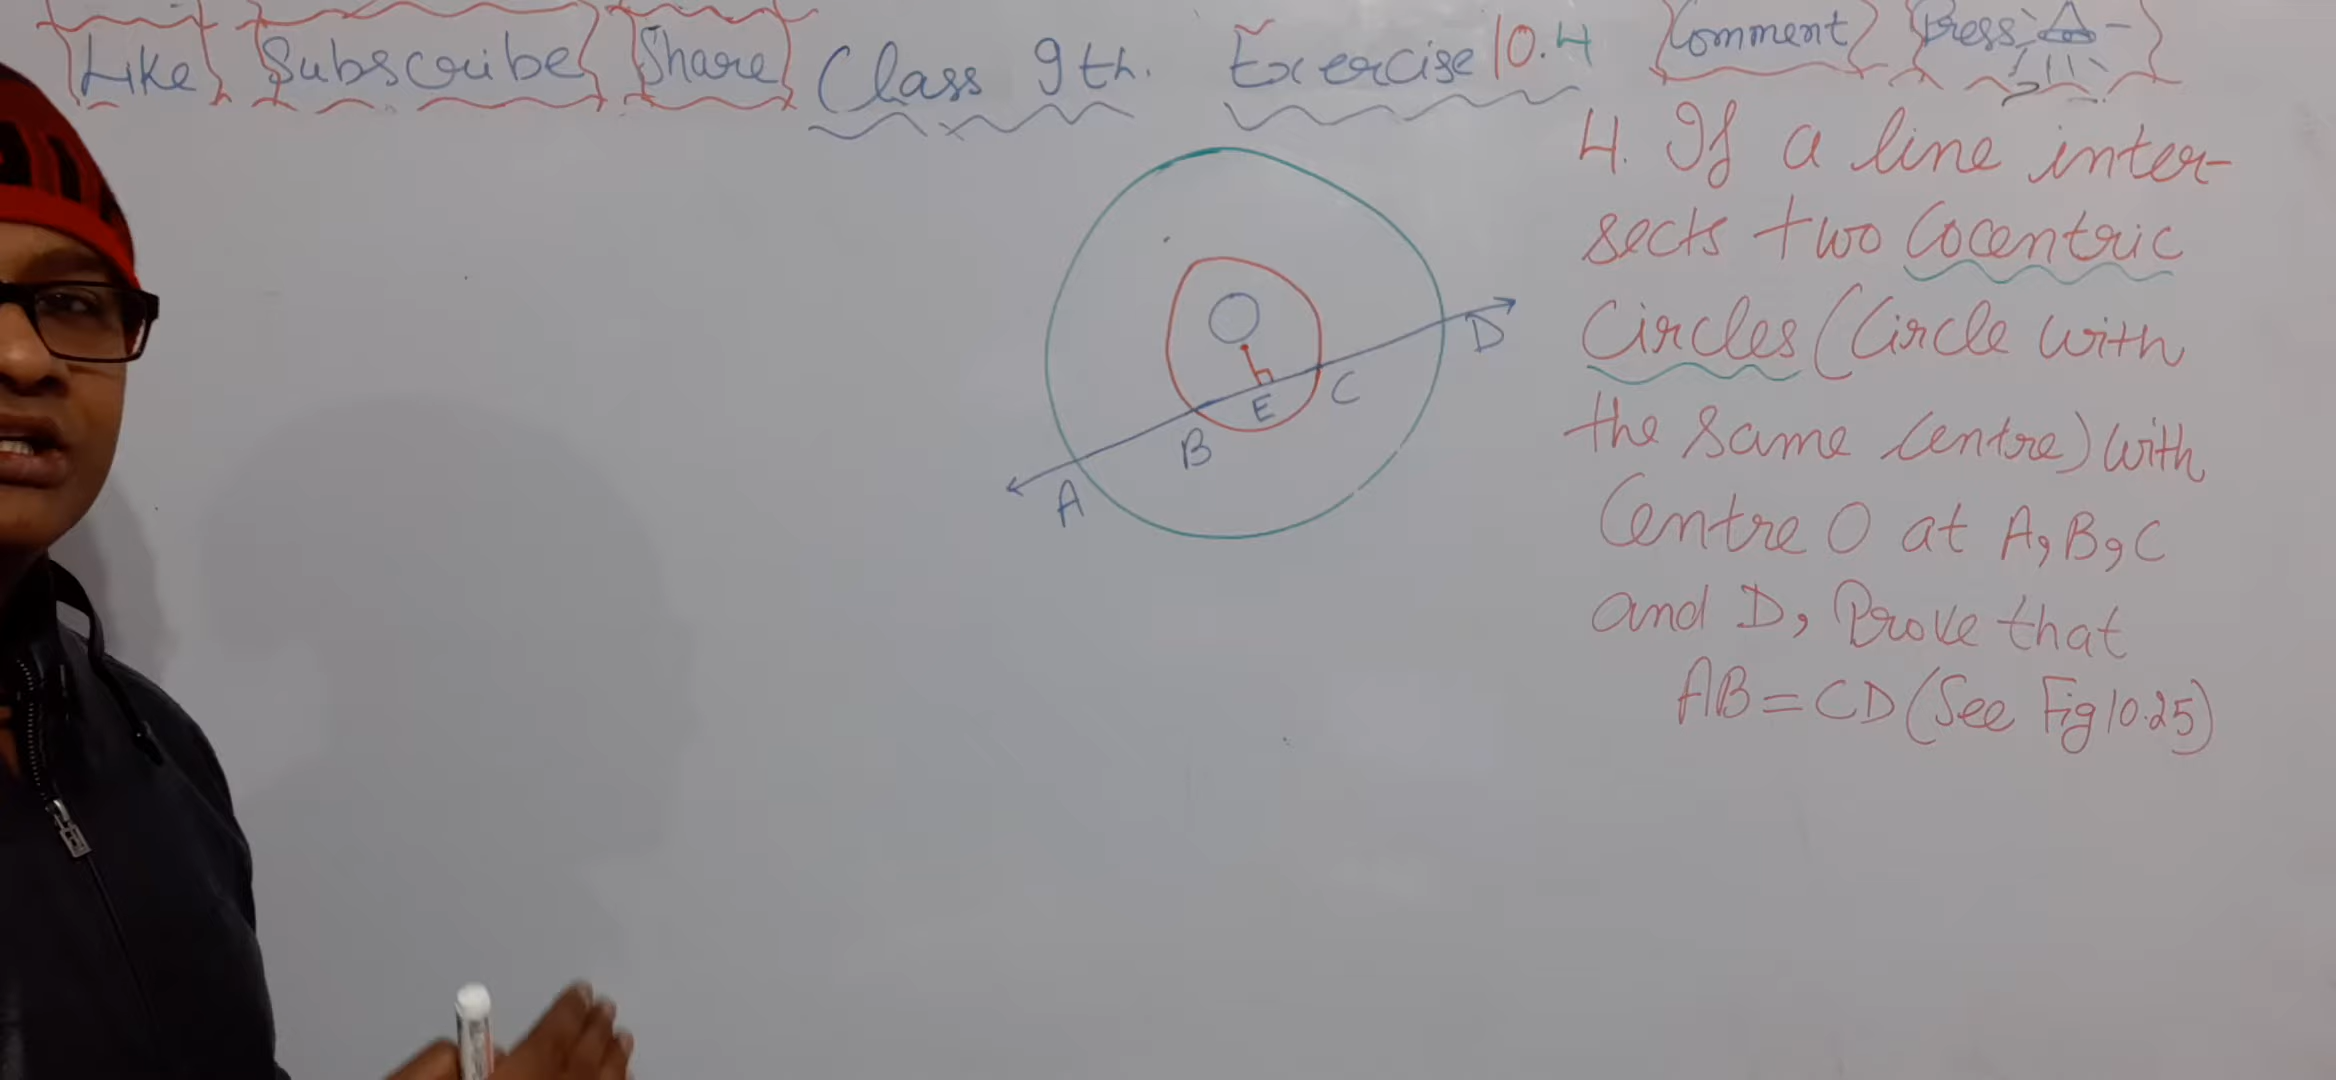 Like Subscribe Share Class 9th. Exercise 10.4 Comment Press
4. If a line inter-
sects two Cocentric
Circles (Circle with
the Same Centre) with
Centre O at A, B, C
and D, Prove that
AB = CD (See Fig 10.25)
O
D
C
E
B
A